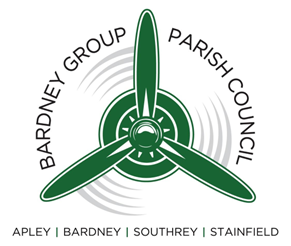 BARDNEY GROUP PARISH COUNCIL
APLEY | BARDNEY | SOUTHREY | STAINFIELD